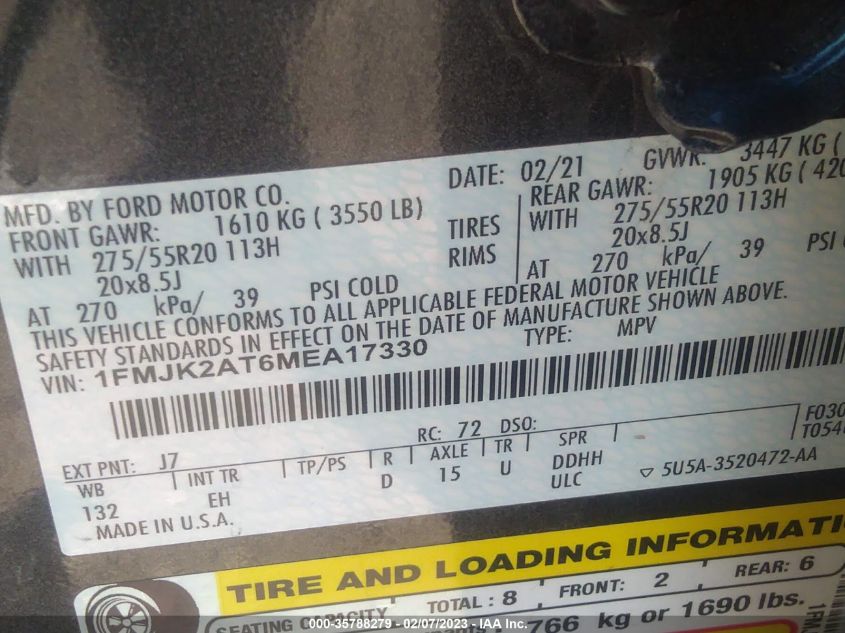 MFD. BY FORD MOTOR CO.
DATE: 02/21 GVWR: 3447 KG (
FRONT GAWR: 1610 KG ( 3550 LB)
REAR GAWR: 1905 KG ( 420
WITH 275/55R20 113H TIRES WITH 275/55R20 113H
20x8.5J RIMS 20x8.5J
AT 270 kPa/ 39 PSI COLD AT 270 kPa/ 39 PSI
THIS VEHICLE CONFORMS TO ALL APPLICABLE FEDERAL MOTOR VEHICLE
SAFETY STANDARDS IN EFFECT ON THE DATE OF MANUFACTURE SHOWN ABOVE.
VIN: 1FMJK2AT6MEA17330 TYPE: MPV
EXT PNT: J7 RC: 72 DSO: F030
WB INT TR TP/PS R AXLE TR SPR T054
132 EH D 15 U DDHH 5U5A-3520472-AA
ULC
MADE IN U.S.A.
TIRE AND LOADING INFORMATI
SEATING CAPACITY TOTAL : 8 FRONT: 2 REAR: 6
766 kg or 1690 lbs.
000-35788279 - 02/07/2023 - IAA Inc.